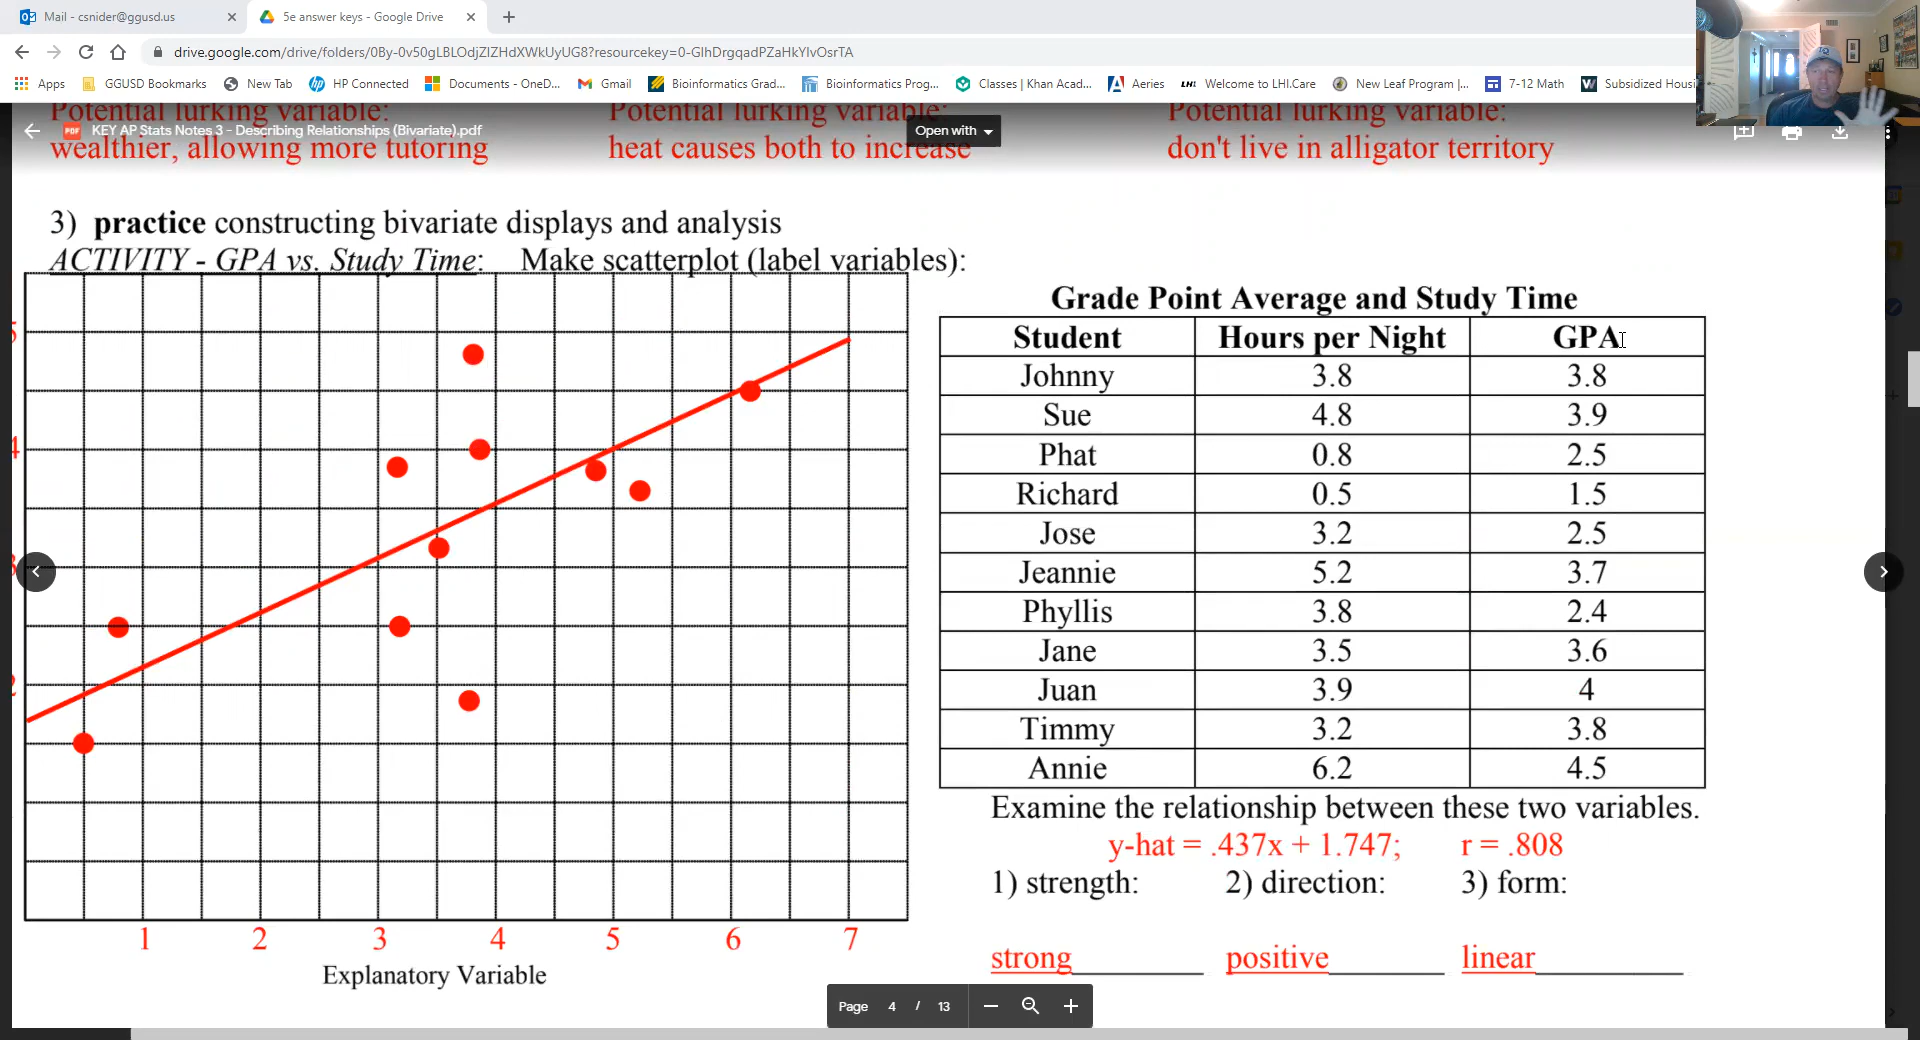 Mail - csnider@ggusd.us
5e answer keys - Google Drive
drive.google.com/drive/folders/0By-0v50gLBLOdjZIZHdXWkUyUG8?resourcekey=0-GIhDrgqadPZaHkYIvOsrTA
Apps GGUSD Bookmarks New Tab HP Connected Documents - OneD... Gmail Bioinformatics Grad... Bioinformatics Prog... Classes | Khan Acad... Aeries LHI Welcome to LHI.Care New Leaf Program |... 7-12 Math Subsidized Housi
Potential lurking variable: Potential lurking variable: Potential lurking variable:
PDF KEY AP Stats Notes 3 - Describing Relationships (Bivariate).pdf Open with
wealthier, allowing more tutoring heat causes both to increase don't live in alligator territory
3) practice constructing bivariate displays and analysis
ACTIVITY - GPA vs. Study Time: Make scatterplot (label variables):
Grade Point Average and Study Time
Student Hours per Night GPA
Johnny 3.8 3.8
Sue 4.8 3.9
Phat 0.8 2.5
Richard 0.5 1.5
Jose 3.2 2.5
Jeannie 5.2 3.7
Phyllis 3.8 2.4
Jane 3.5 3.6
Juan 3.9 4
Timmy 3.2 3.8
Annie 6.2 4.5
Examine the relationship between these two variables.
y-hat = .437x + 1.747; r = .808
1) strength: 2) direction: 3) form:
strong positive linear
5
4
3
2
1 2 3 4 5 6 7
Explanatory Variable
Page 4 / 13